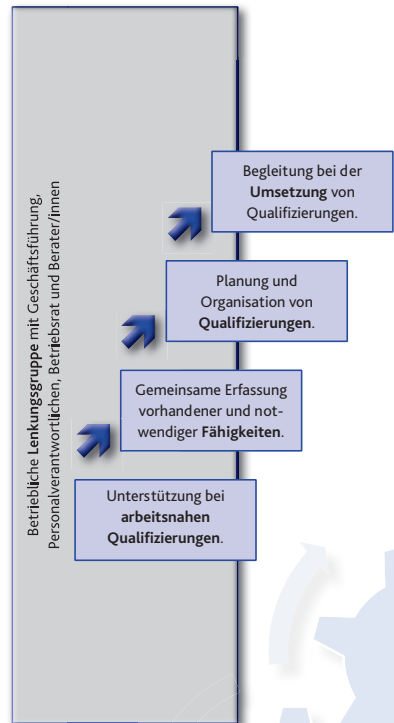 Betriebliche Lenkungsgruppe mit Geschäftsführung,
Personalverantwortlichen, Betriebsrat und Berater/innen
Begleitung bei der
Umsetzung von
Qualifizierungen.
Planung und
Organisation von
Qualifizierungen.
Gemeinsame Erfassung
vorhandener und not-
wendiger Fähigkeiten.
Unterstützung bei
arbeitsnahen
Qualifizierungen.